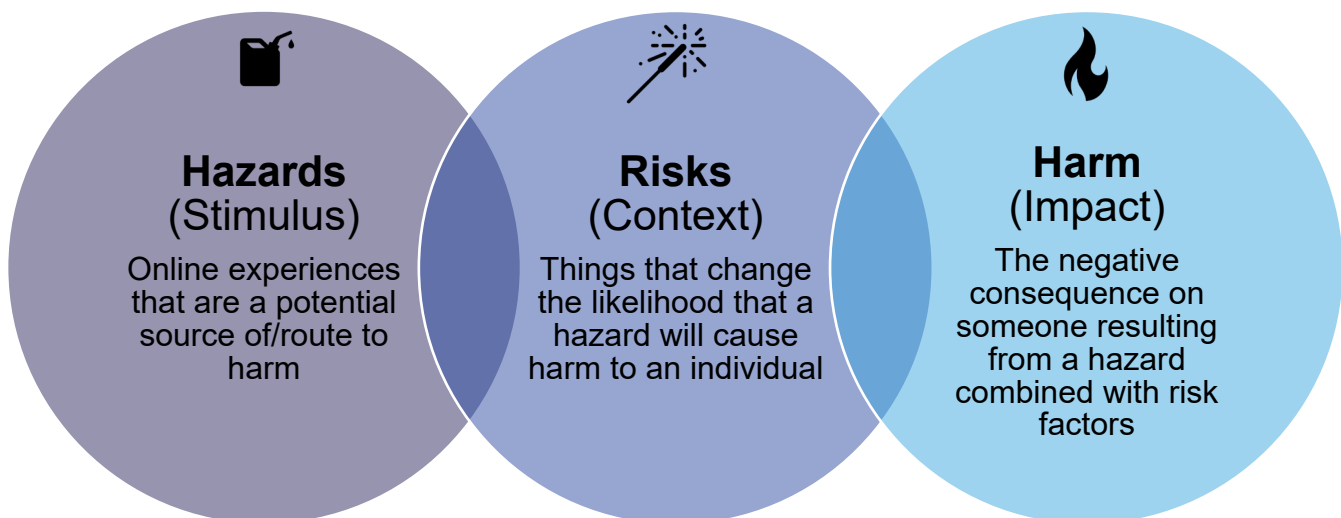 Hazards
(Stimulus)
Online experiences
that are a potential
source of/route to
harm
Risks
(Context)
Things that change
the likelihood that a
hazard will cause
harm to an individual
Harm
(Impact)
The negative
consequence on
someone resulting
from a hazard
combined with risk
factors